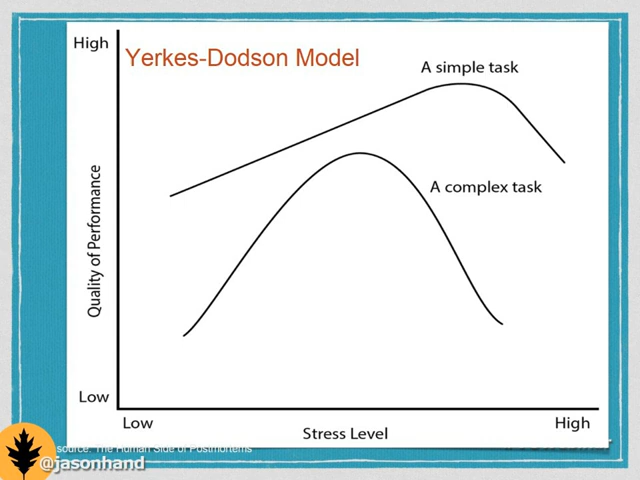 High
Yerkes-Dodson Model
A simple task
A complex task
Quality of Performance
Low
Low
High
Stress Level
source: The Human Side of Postmortems
@jasonhand